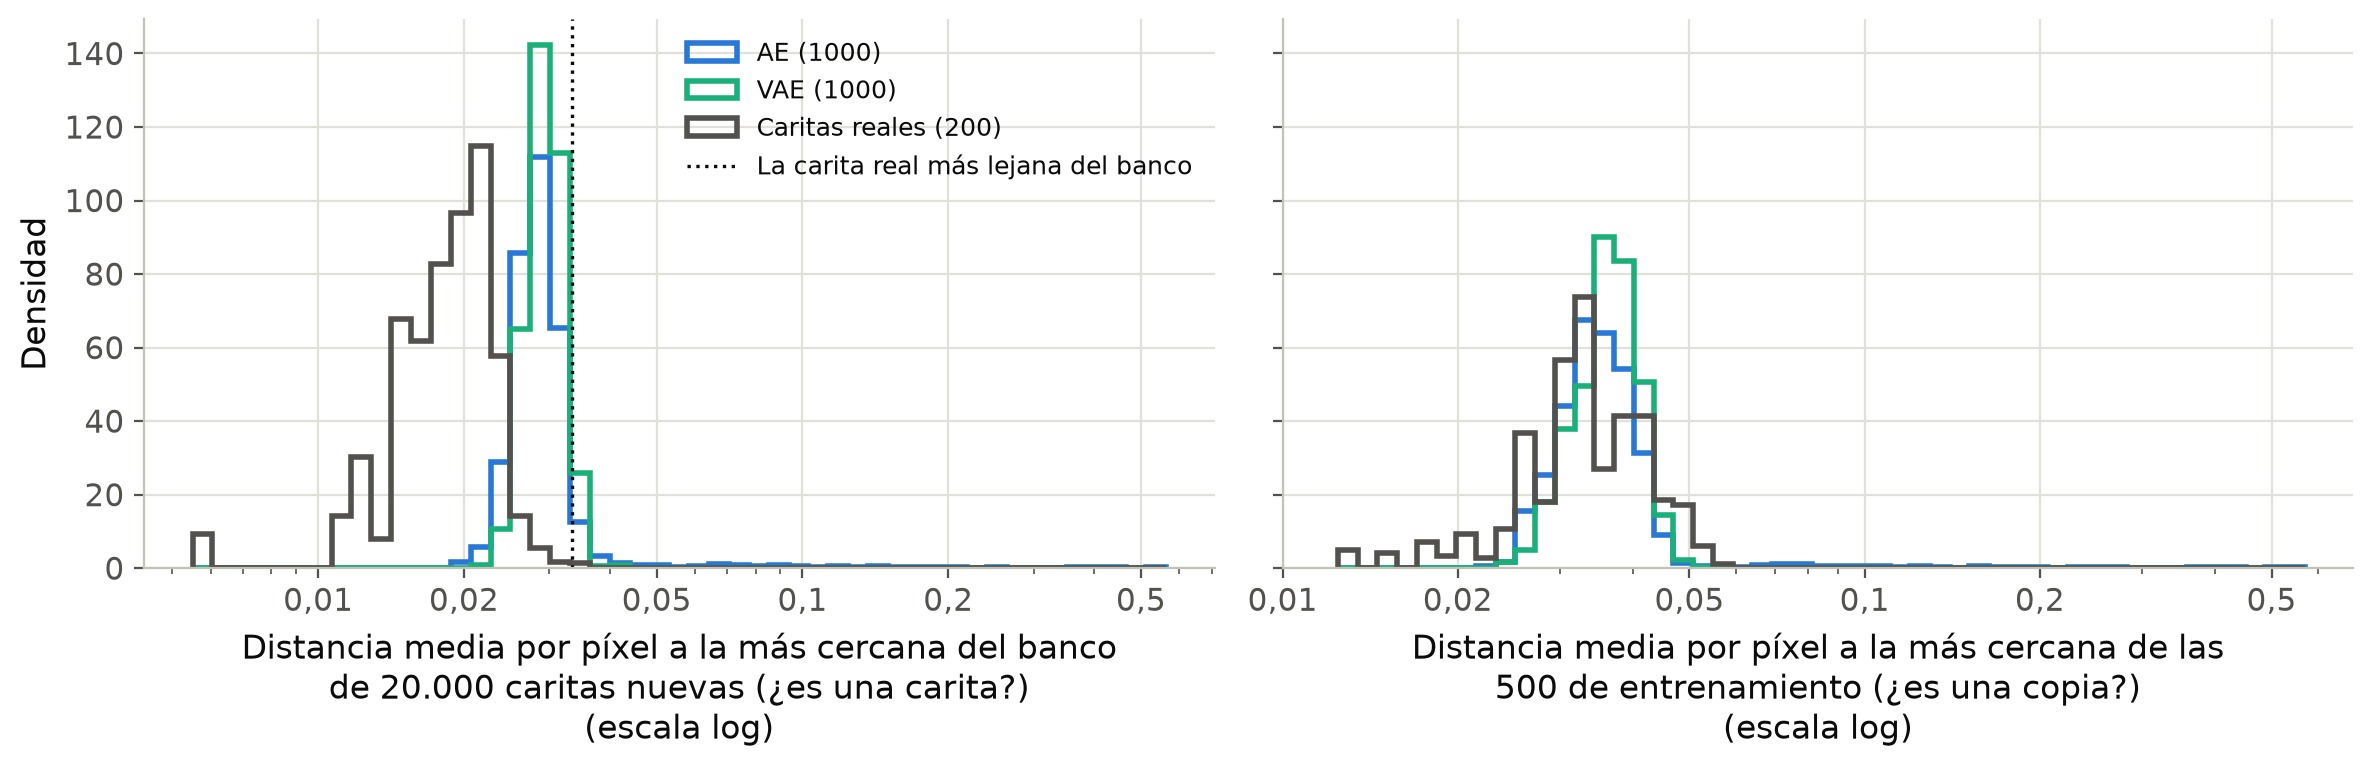 140
120
100
80
60
40
20
0
Densidad
AE (1000)
VAE (1000)
Caritas reales (200)
La carita real más lejana del banco
0,01
0,02
0,05
0,1
0,2
0,5
Distancia media por píxel a la más cercana del banco
de 20.000 caritas nuevas (¿es una carita?)
(escala log)
0,01
0,02
0,05
0,1
0,2
0,5
Distancia media por píxel a la más cercana de las
500 de entrenamiento (¿es una copia?)
(escala log)